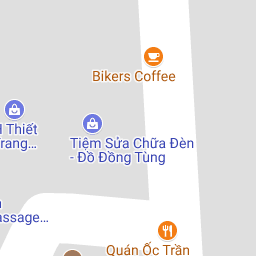 Bikers Coffee
Thiết
rang...
Tiệm Sửa Chữa Đèn
- Đồ Đồng Tùng
assage...
Quán Ốc Trần